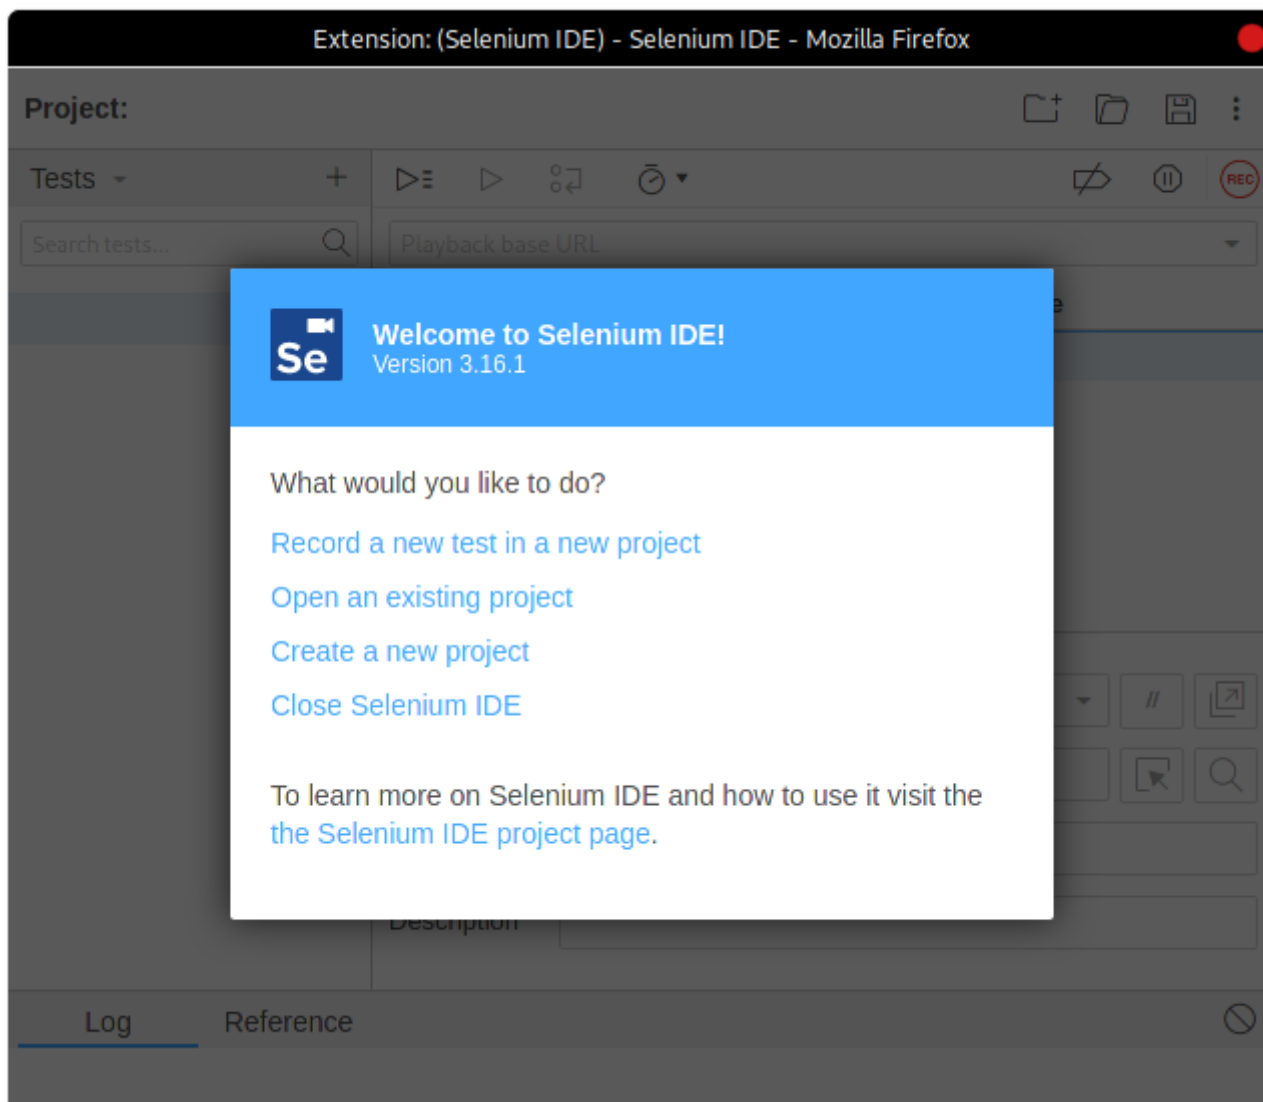 Extension: (Selenium IDE) - Selenium IDE - Mozilla Firefox
Project:
Tests
REC
Search tests...
Playback base URL
Se
Welcome to Selenium IDE!
Version 3.16.1
What would you like to do?
Record a new test in a new project
Open an existing project
Create a new project
Close Selenium IDE
//
To learn more on Selenium IDE and how to use it visit the
the Selenium IDE project page.
Description
Log
Reference